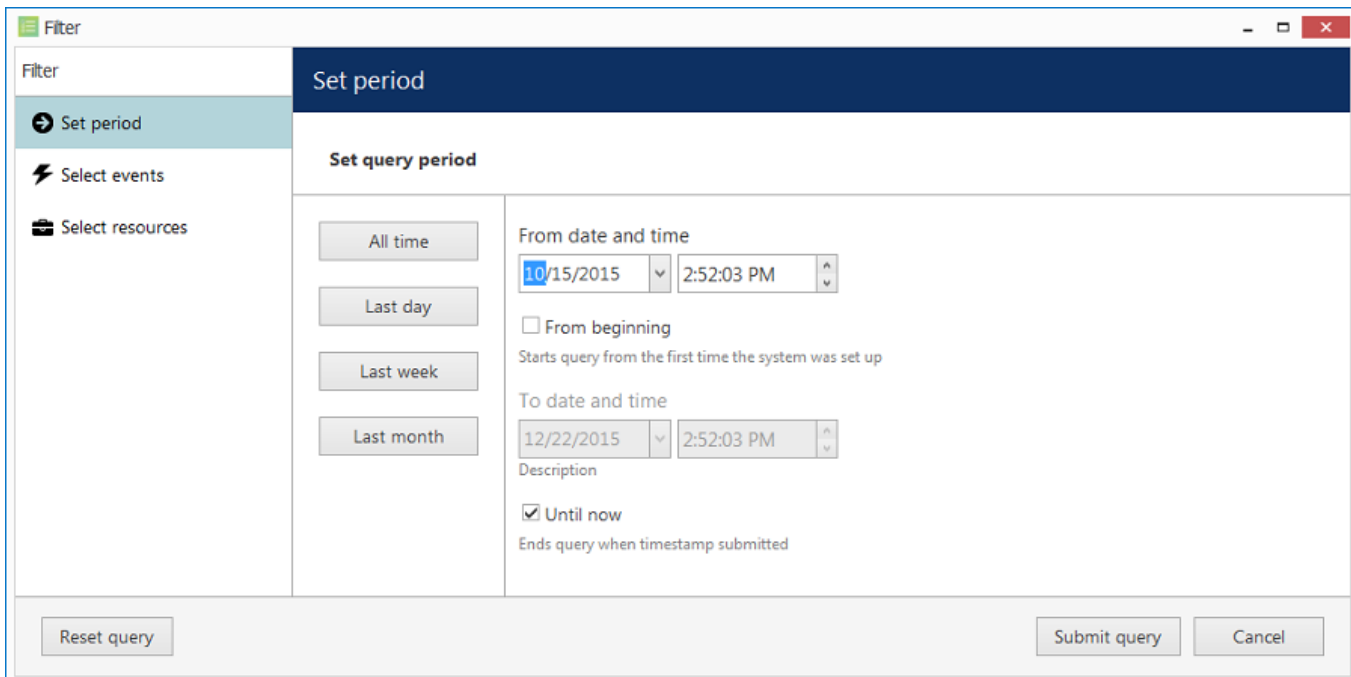 Filter
Filter
Set period
Select events
Select resources
Set period
Set query period
All time
Last day
Last week
Last month
From date and time
10/15/2015 2:52:03 PM
From beginning
Starts query from the first time the system was set up
To date and time
12/22/2015 2:52:03 PM
Description
Until now
Ends query when timestamp submitted
Reset query Submit query Cancel